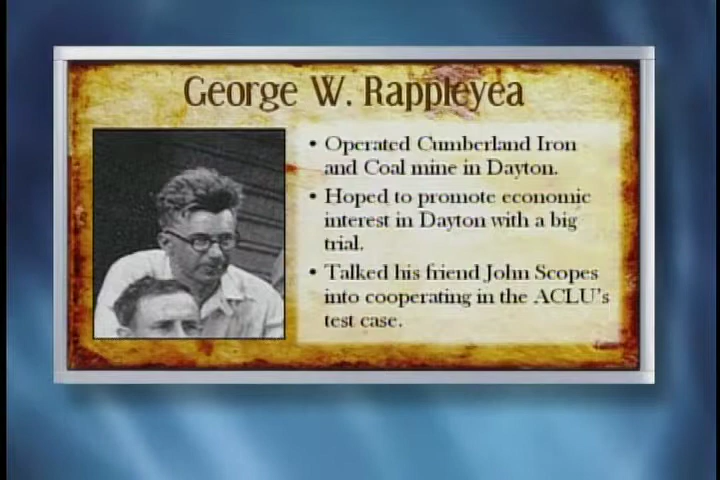 George W. Rappleyea
• Operated Cumberland Iron
and Coal mine in Dayton.
• Hoped to promote economic
interest in Dayton with a big
trial.
• Talked his friend John Scopes
into cooperating in the ACLU's
test case.